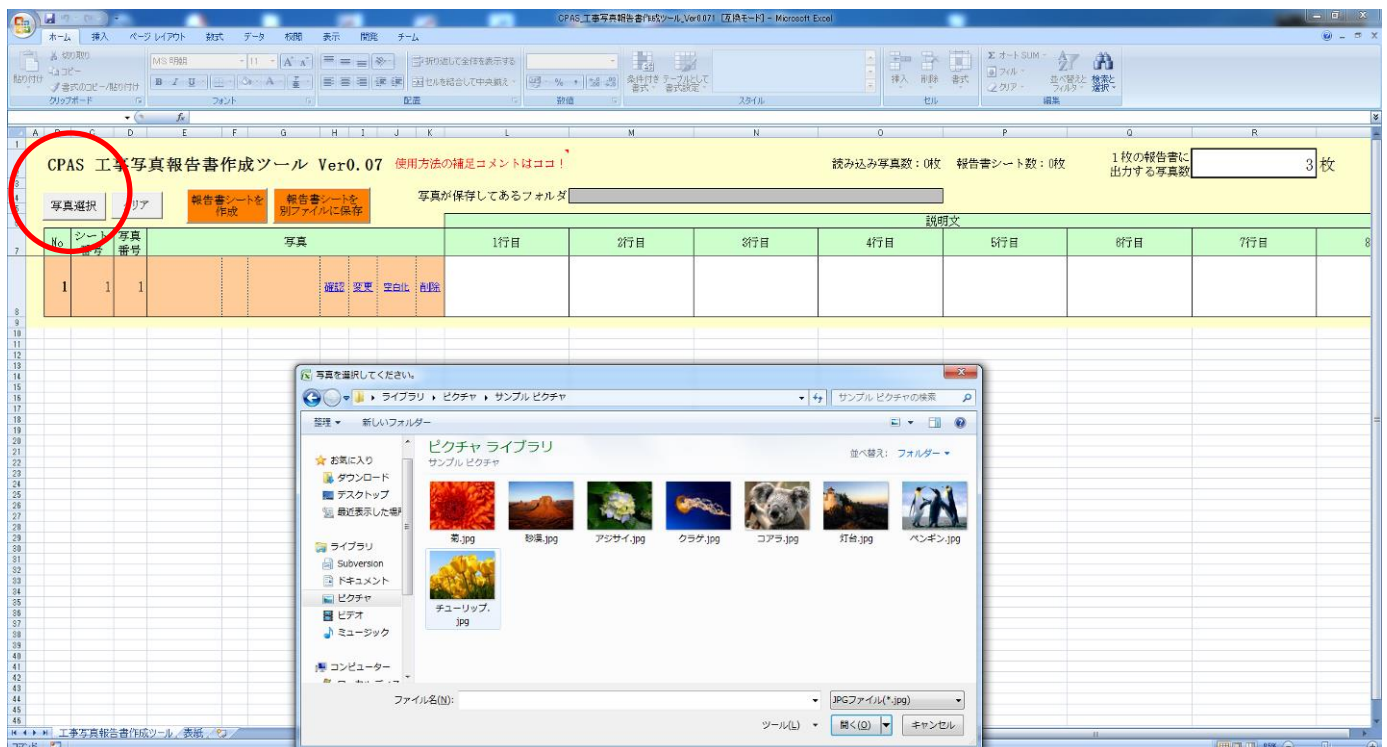 CPAS_工事写真報告書作成ツール_Ver0.071 [互換モード] - Microsoft Excel
ホーム 挿入 ページ レイアウト 数式 データ 校閲 表示 開発 チーム
切り取り
コピー
書式のコピー/貼り付け
貼り付け
クリップボード
MS 明朝 11
B I U
フォント
折り返して全体を表示する
セルを結合して中央揃え
配置
数値
条件付き書式 テーブルとして書式設定
スタイル
挿入 削除 書式
セル
Σ オート SUM
フィル
クリア
並べ替えとフィルタ 検索と選択
編集
A B C D E F G H I J K L M N O P Q R
CPAS 工事写真報告書作成ツール Ver0.07 使用方法の補足コメントはココ!
読み込み写真数:0枚 報告書シート数:0枚 1枚の報告書に出力する写真数 3 枚
写真選択 クリア 報告書シートを作成 報告書シートを別ファイルに保存 写真が保存してあるフォルダ
説明文
No シート番号 写真番号 写真 1行目 2行目 3行目 4行目 5行目 6行目 7行目 8
1 1 1 確認 変更 空白化 削除
写真を選択してください。
ライブラリ ピクチャ サンプル ピクチャ
サンプル ピクチャの検索
整理 新しいフォルダー
お気に入り
ダウンロード
デスクトップ
最近表示した場所
ライブラリ
Subversion
ドキュメント
ピクチャ
ビデオ
ミュージック
コンピューター
ピクチャ ライブラリ
サンプル ピクチャ
並べ替え: フォルダー
菊.jpg 砂漠.jpg アジサイ.jpg クラゲ.jpg コアラ.jpg 灯台.jpg ペンギン.jpg
チューリップ.jpg
ファイル名(N): JPGファイル(*.jpg)
ツール(L) 開く(O) キャンセル
工事写真報告書作成ツール 表紙